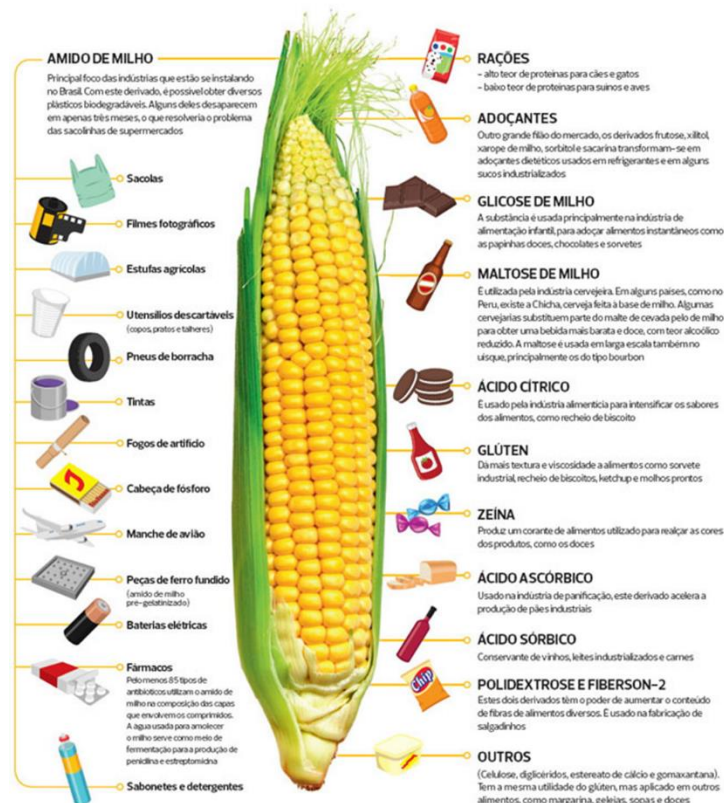 AMIDO DE MILHO
Principal foco das indústrias que estão se instalando
no Brasil. Com este derivado, é possível obter diversos
plásticos biodegradáveis. Alguns deles desaparecem
em apenas três meses, o que resolveria o problema
das sacolinhas de supermercados
Sacolas
Filmes fotográficos
Estufas agrícolas
Utensílios descartáveis
(copos, pratos e talheres)
Pneus de borracha
Tintas
Fogos de artifício
Cabeça de fósforo
Manche de avião
Peças de ferro fundido
(amido de milho
pré-gelatinizado)
Baterias elétricas
Fármacos
Pelo menos 85 tipos de
antibióticos utilizam o amido de
milho na composição das capas
que envolvem os comprimidos.
A água usada para amolecer
o milho serve como meio de
fermentação para a produção de
penicilina e estreptomicina
Sabonetes e detergentes
RAÇÕES
- alto teor de proteínas para cães e gatos
- baixo teor de proteínas para suínos e aves
ADOÇANTES
Outro grande filão do mercado, os derivados frutose, xilitol,
xarope de milho, sorbitol e sacarina transformam-se em
adoçantes dietéticos usados em refrigerantes e em alguns
sucos industrializados
GLICOSE DE MILHO
A substância é usada principalmente na indústria de
alimentação infantil, para adoçar alimentos instantâneos como
as papinhas doces, chocolates e sorvetes
MALTOSE DE MILHO
É utilizada pela indústria cervejeira. Em alguns países, como no
Peru, existe a Chicha, cerveja feita à base de milho. Algumas
cervejarias substituem parte do malte de cevada pelo de milho
para obter uma bebida mais barata e doce, com teor alcoólico
reduzido. A maltose é usada em larga escala também no
uísque, principalmente os do tipo bourbon
ÁCIDO CÍTRICO
É usado pela indústria alimentícia para intensificar os sabores
dos alimentos, como recheio de biscoito
GLÚTEN
Dá mais textura e viscosidade a alimentos como sorvete
industrial, recheio de biscoitos, ketchup e molhos prontos
ZEÍNA
Produz um corante de alimentos utilizado para realçar as cores
dos produtos, como os doces
ÁCIDO ASCÓRBICO
Usado na indústria de panificação, este derivado acelera a
produção de pães industriais
ÁCIDO SÓRBICO
Conservante de vinhos, leites industrializados e carnes
Chip
POLIDEXTROSE E FIBERSON-2
Estes dois derivados têm o poder de aumentar o conteúdo
de fibras de alimentos diversos. É usado na fabricação de
salgadinhos
OUTROS
(Celulose, diglicérides, estereato de cálcio e gomaxantana).
Tem a mesma utilidade do glúten, mas aplicado em outros
alimentos, como margarina, geleias, sopas e doces